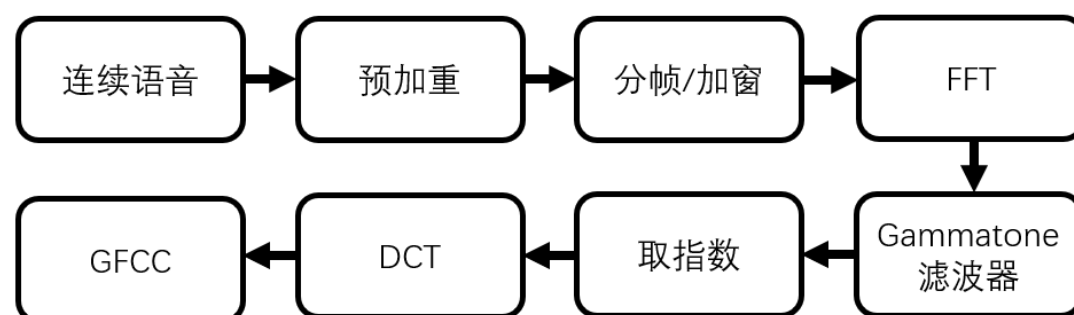 连续语音
预加重
分帧/加窗
FFT
Gammatone
滤波器
取指数
DCT
GFCC